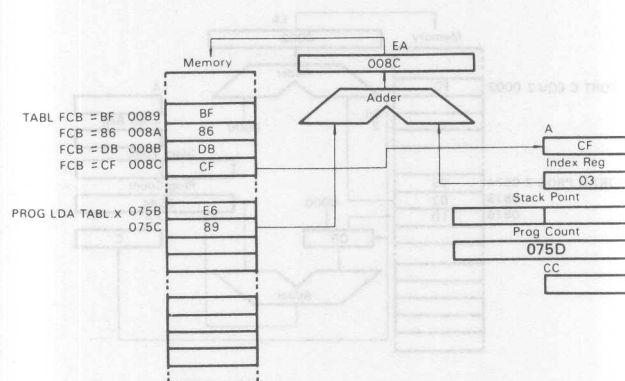 EA
Memory
008C
Adder
TABL FCB = BF 0089 BF
FCB = 86 008A 86
FCB = DB 008B DB
FCB = CF 008C CF
A
CF
Index Reg
03
Stack Point
PROG LDA TABL X 075B E6
075C 89
Prog Count
075D
CC